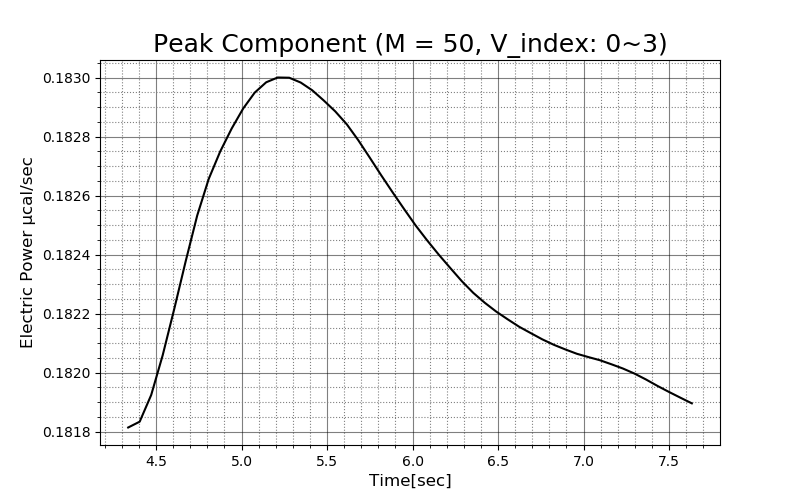 Peak Component (M = 50, V_index: 0~3)
0.1830
0.1828
0.1826
0.1824
0.1822
0.1820
0.1818
Electric Power μcal/sec
4.5 5.0 5.5 6.0 6.5 7.0 7.5
Time[sec]